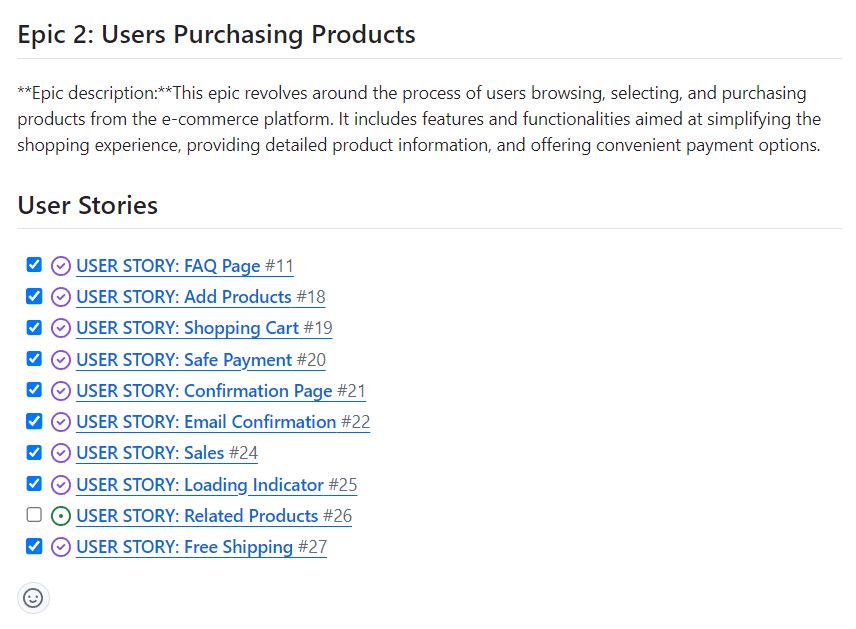 Epic 2: Users Purchasing Products
**Epic description:**This epic revolves around the process of users browsing, selecting, and purchasing
products from the e-commerce platform. It includes features and functionalities aimed at simplifying the
shopping experience, providing detailed product information, and offering convenient payment options.
User Stories
USER STORY: FAQ Page #11
USER STORY: Add Products #18
USER STORY: Shopping Cart #19
USER STORY: Safe Payment #20
USER STORY: Confirmation Page #21
USER STORY: Email Confirmation #22
USER STORY: Sales #24
USER STORY: Loading Indicator #25
USER STORY: Related Products #26
USER STORY: Free Shipping #27